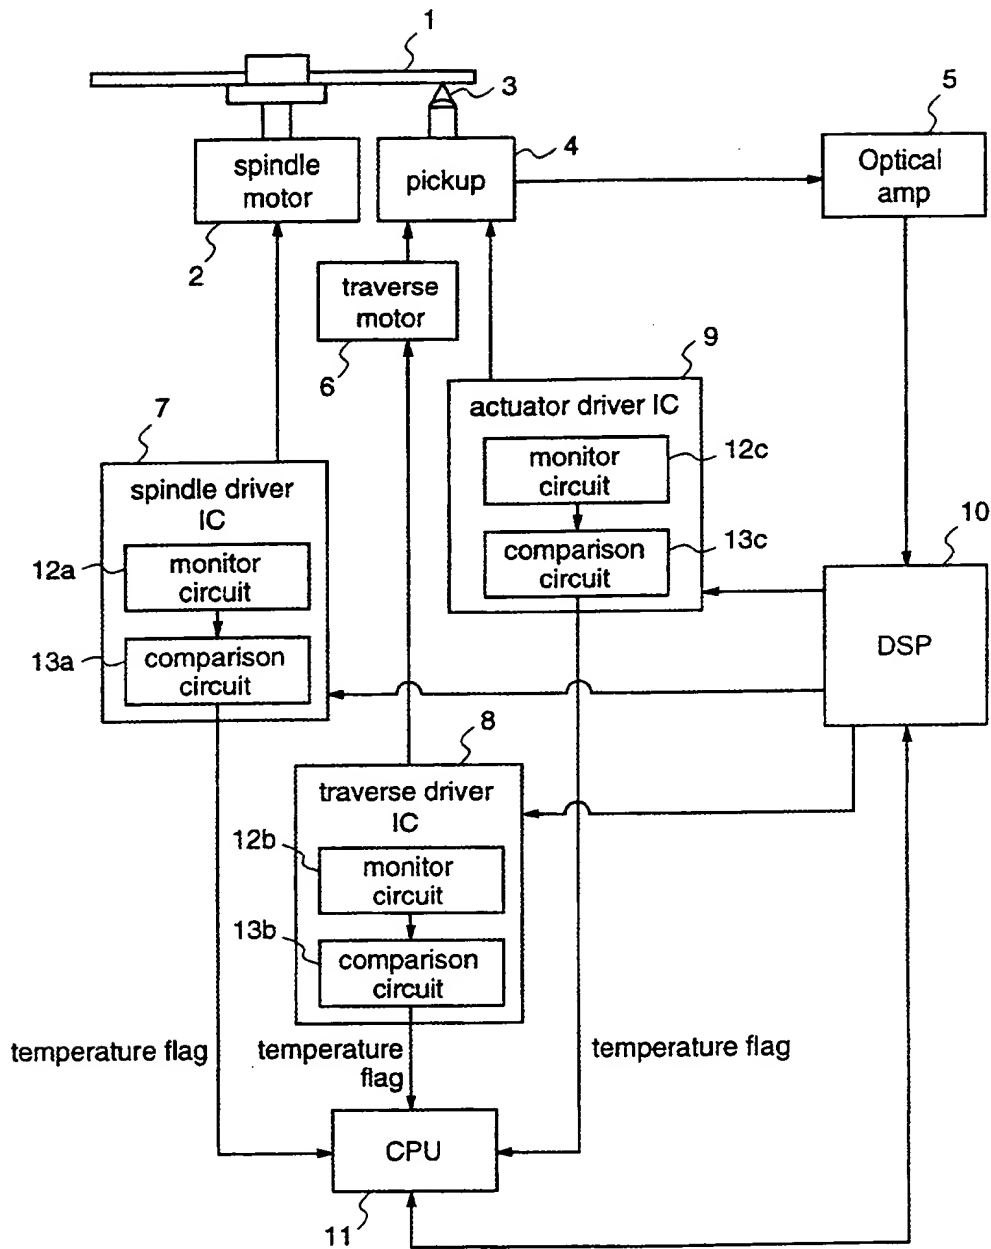 1
3
5
spindle
motor
pickup
4
Optical
amp
2
traverse
motor
6
9
7
actuator driver IC
monitor
circuit
12c
comparison
circuit
13c
spindle driver
IC
12a
monitor
circuit
13a
comparison
circuit
10
DSP
8
traverse driver
IC
12b
monitor
circuit
13b
comparison
circuit
temperature flag
temperature
flag
temperature flag
CPU
11